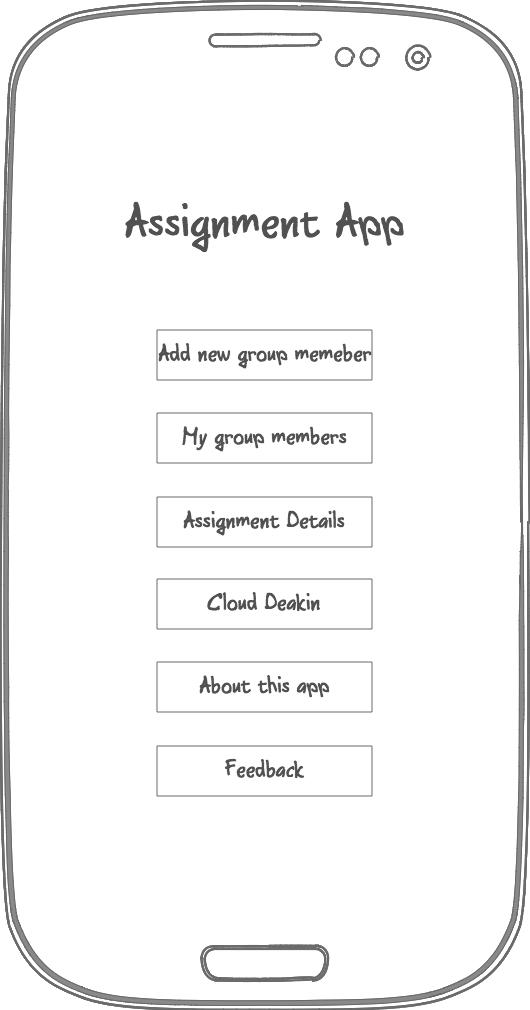 Assignment App
Add new group memeber
My group members
Assignment Details
Cloud Deakin
About this app
Feedback